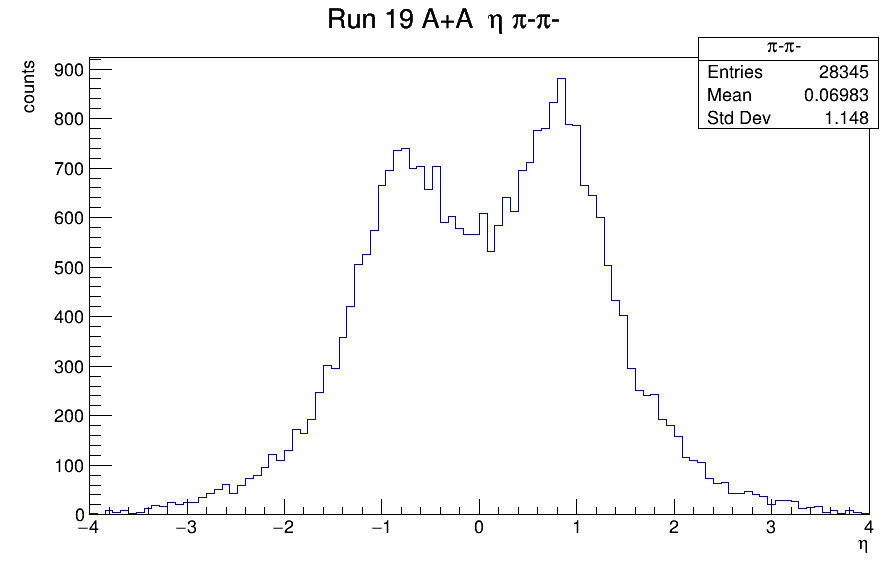 Run 19 A+A η π-π-
π-π-
Entries 28345
Mean 0.06983
Std Dev 1.148
counts
900
800
700
600
500
400
300
200
100
0
−4 −3 −2 −1 0 1 2 3 4
η